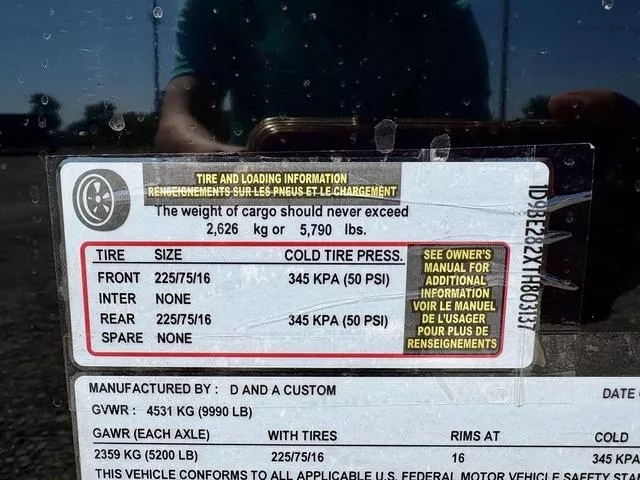 TIRE AND LOADING INFORMATION
RENSEIGNEMENTS SUR LES PNEUS ET LE CHARGEMENT
The weight of cargo should never exceed
2,626 kg or 5,790 lbs.
TIRE SIZE COLD TIRE PRESS.
FRONT 225/75/16 345 KPA (50 PSI)
INTER NONE
REAR 225/75/16 345 KPA (50 PSI)
SPARE NONE
SEE OWNER'S
MANUAL FOR
ADDITIONAL
INFORMATION
VOIR LE MANUEL
DE L'USAGER
POUR PLUS DE
RENSEIGNEMENTS
1D9BE282XTH803137
MANUFACTURED BY : D AND A CUSTOM
DATE
GVWR : 4531 KG (9990 LB)
GAWR (EACH AXLE) WITH TIRES RIMS AT COLD
2359 KG (5200 LB) 225/75/16 16 345 KPA
THIS VEHICLE CONFORMS TO ALL APPLICABLE U.S. FEDERAL MOTOR VEHICLE SAFETY